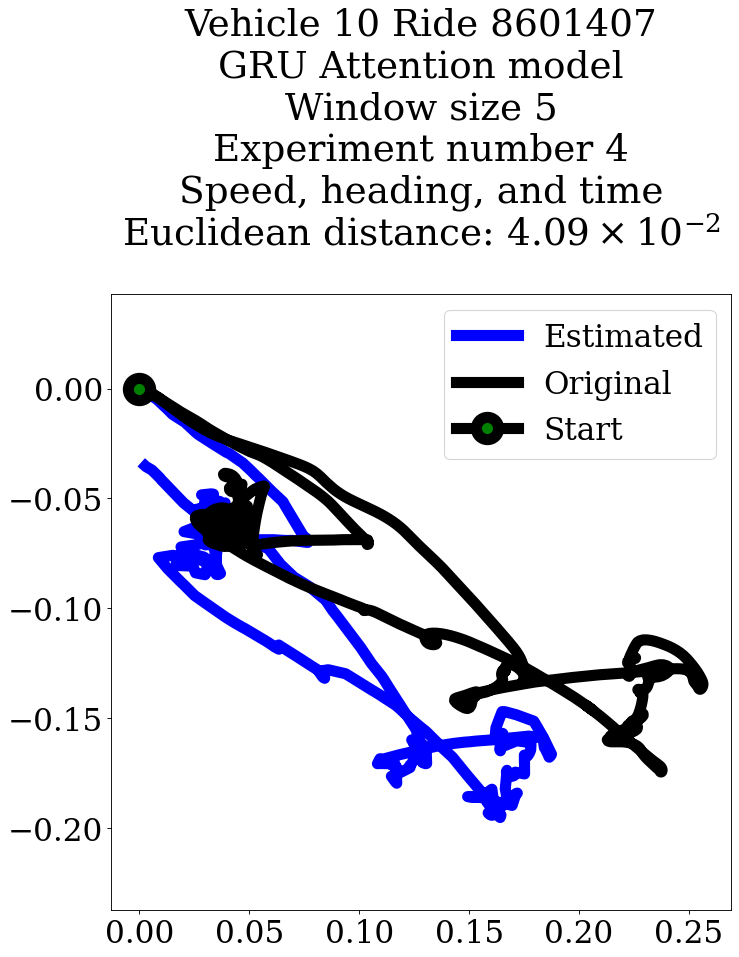 Vehicle 10 Ride 8601407
GRU Attention model
Window size 5
Experiment number 4
Speed, heading, and time
Euclidean distance: 4.09 × 10⁻²
Estimated
Original
Start
0.00
−0.05
−0.10
−0.15
−0.20
0.00 0.05 0.10 0.15 0.20 0.25